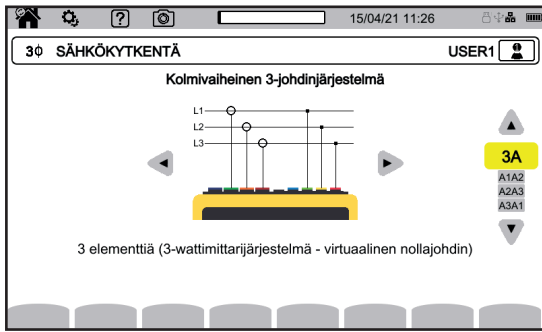 15/04/21 11:26
3ϕ SÄHKÖKYTKENTÄ USER1
Kolmivaiheinen 3-johdinjärjestelmä
L1
L2
L3
3A
A1A2
A2A3
A3A1
3 elementtiä (3-wattimittarijärjestelmä - virtuaalinen nollajohdin)